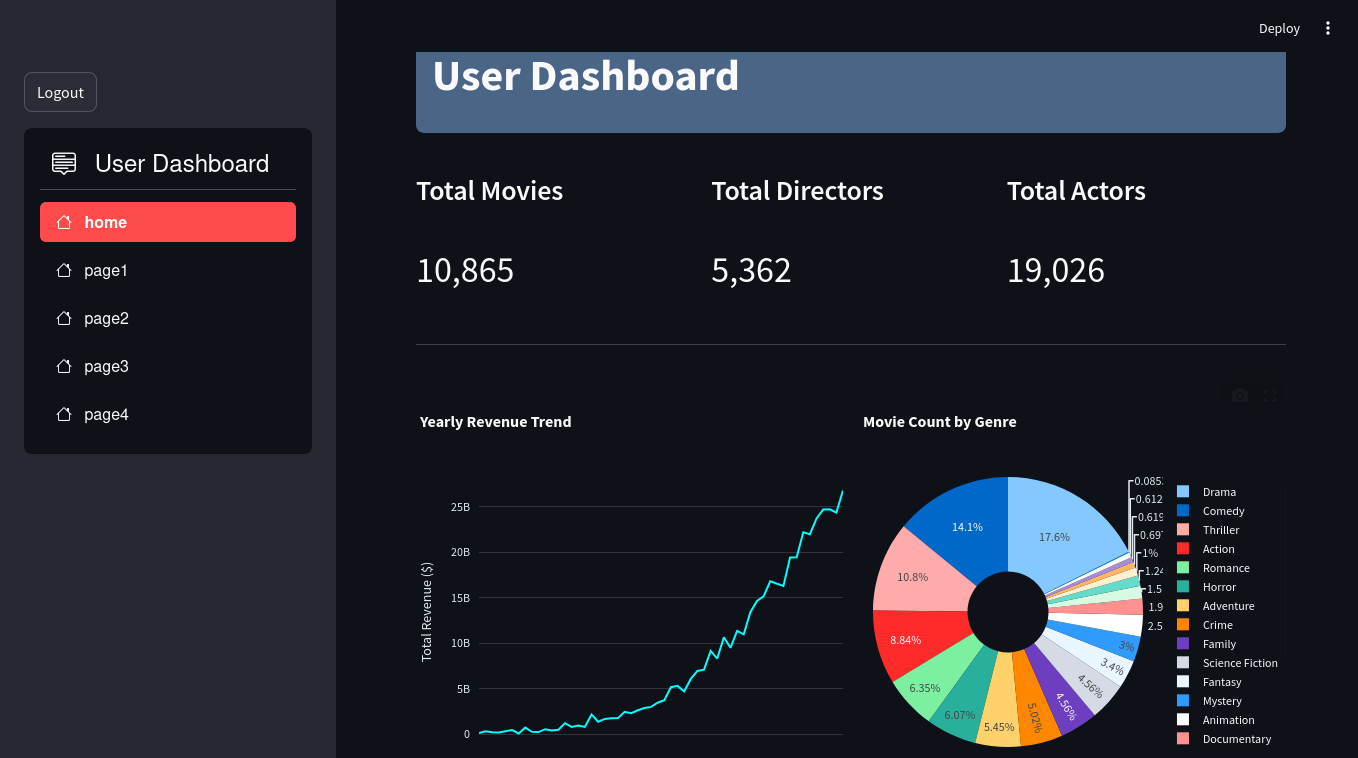 Deploy
Logout
User Dashboard
home
page1
page2
page3
page4
User Dashboard
Total Movies
Total Directors
Total Actors
10,865
5,362
19,026
Yearly Revenue Trend
Total Revenue ($)
25B
20B
15B
10B
5B
0
Movie Count by Genre
17.6%
14.1%
10.8%
8.84%
6.35%
6.07%
5.45%
5.02%
4.56%
4.56%
3.4%
3%
2.5
1.9
1.5
1.24
1%
0.697
0.619
0.612
0.085
Drama
Comedy
Thriller
Action
Romance
Horror
Adventure
Crime
Family
Science Fiction
Fantasy
Mystery
Animation
Documentary